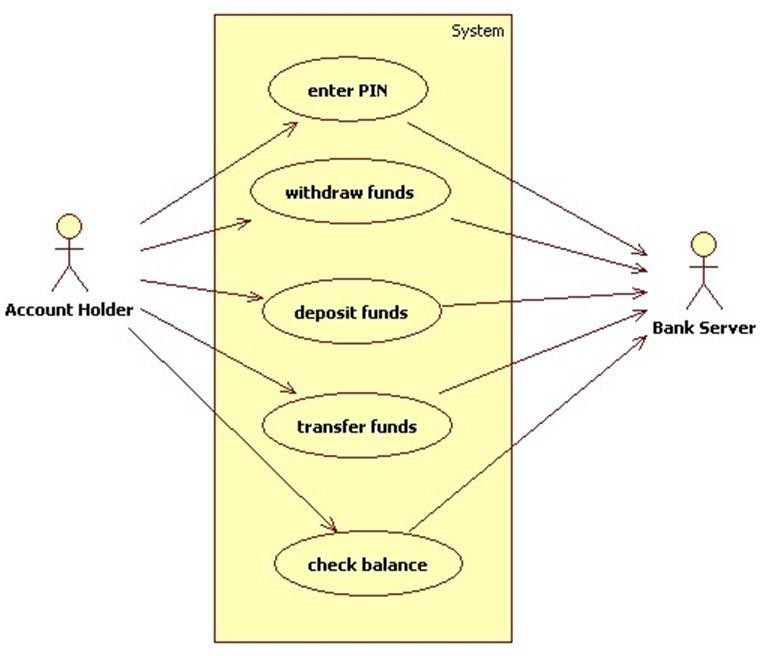 System
enter PIN
withdraw funds
deposit funds
Account Holder
Bank Server
transfer funds
check balance